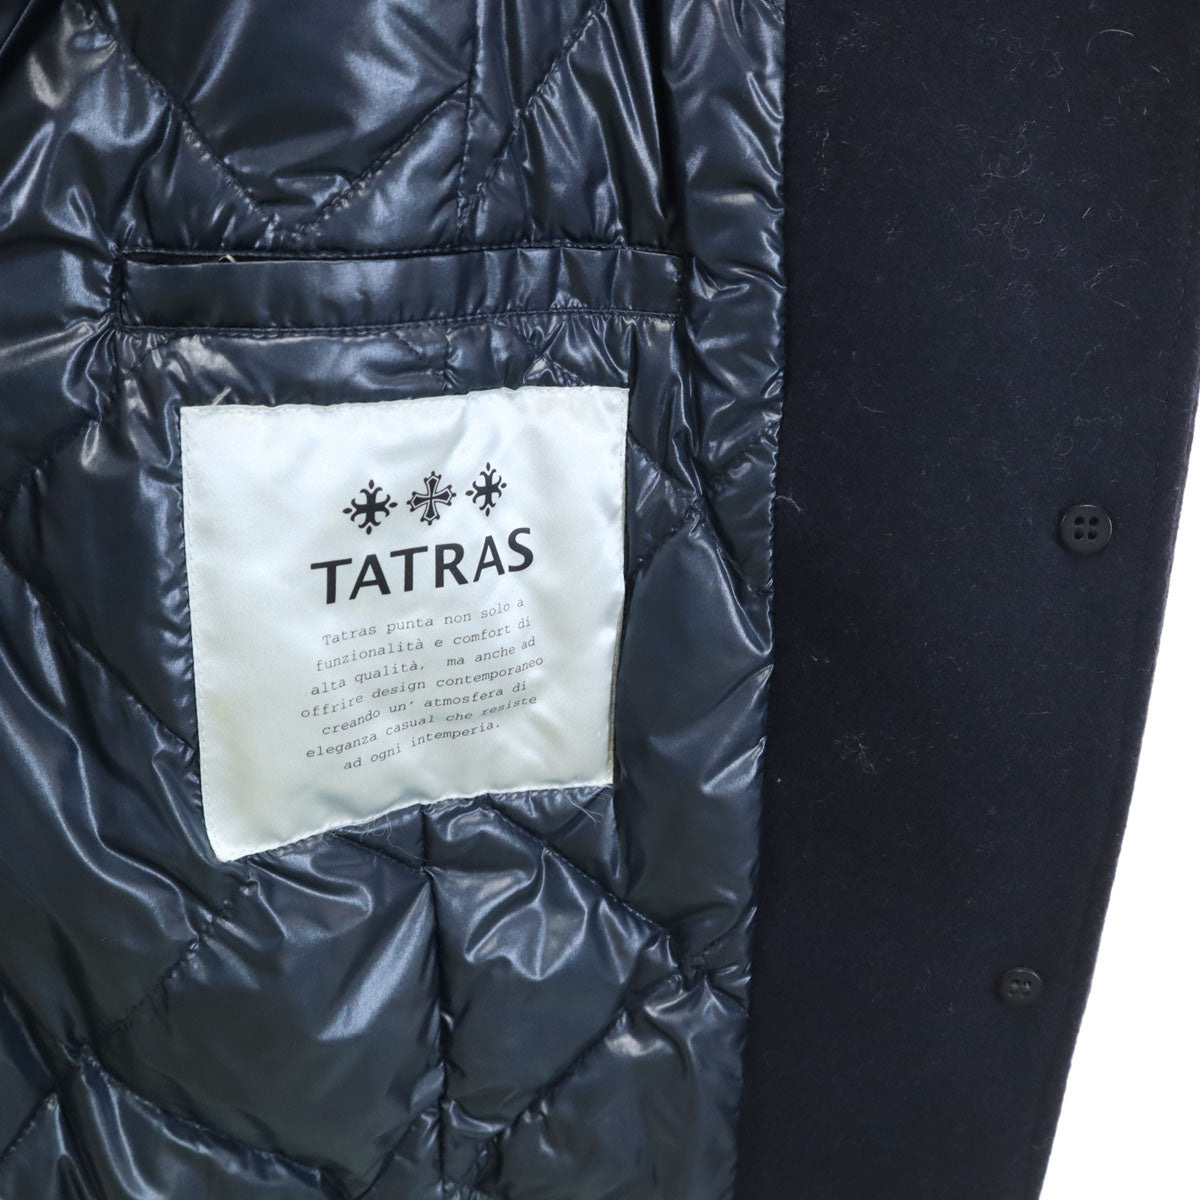 TATRAS
Tatras punta non solo a
funzionalità e comfort di
alta qualità, ma anche ad
offrire design contemporaneo
creando un' atmosfera di
eleganza casual che resiste
ad ogni intemperia.